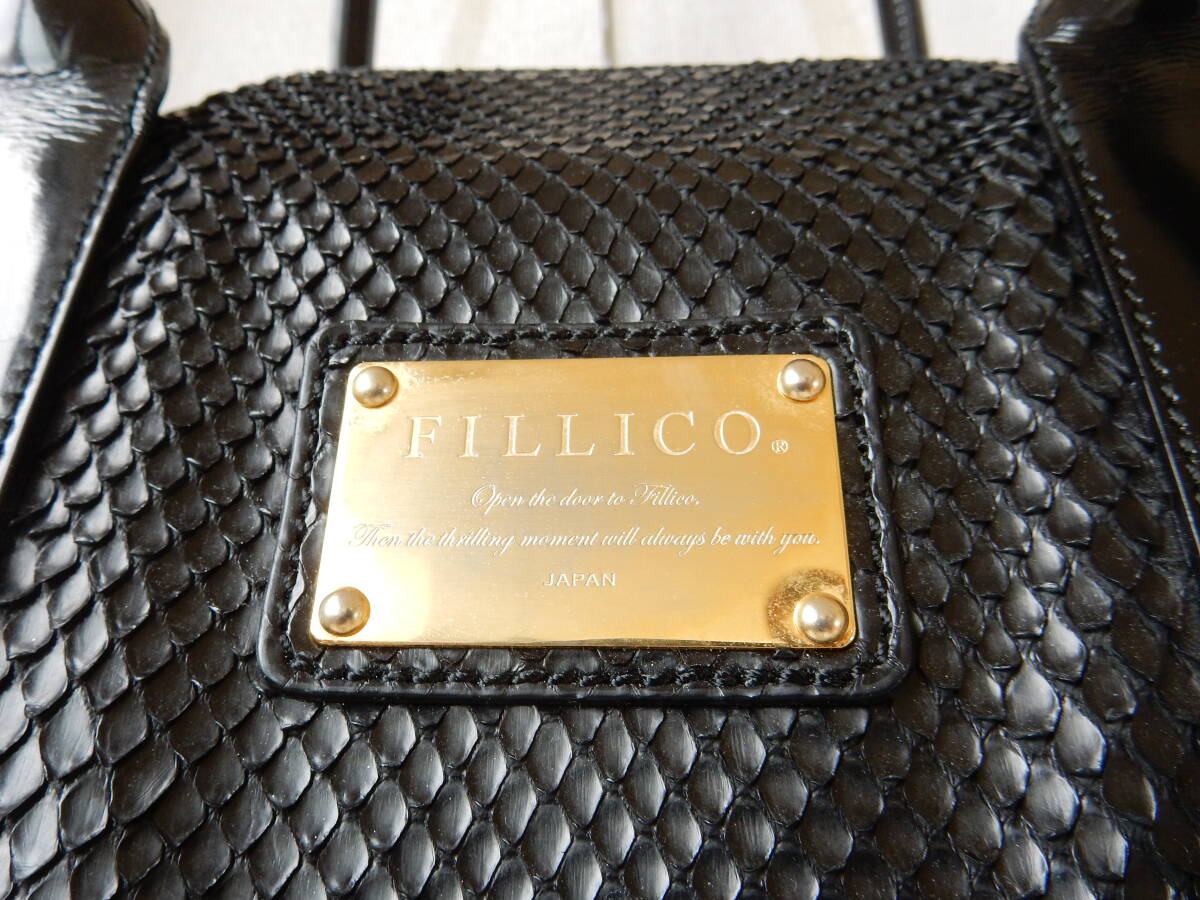 FILLICO®
Open the door to Fillico,
Then the thrilling moment will always be with you.
JAPAN